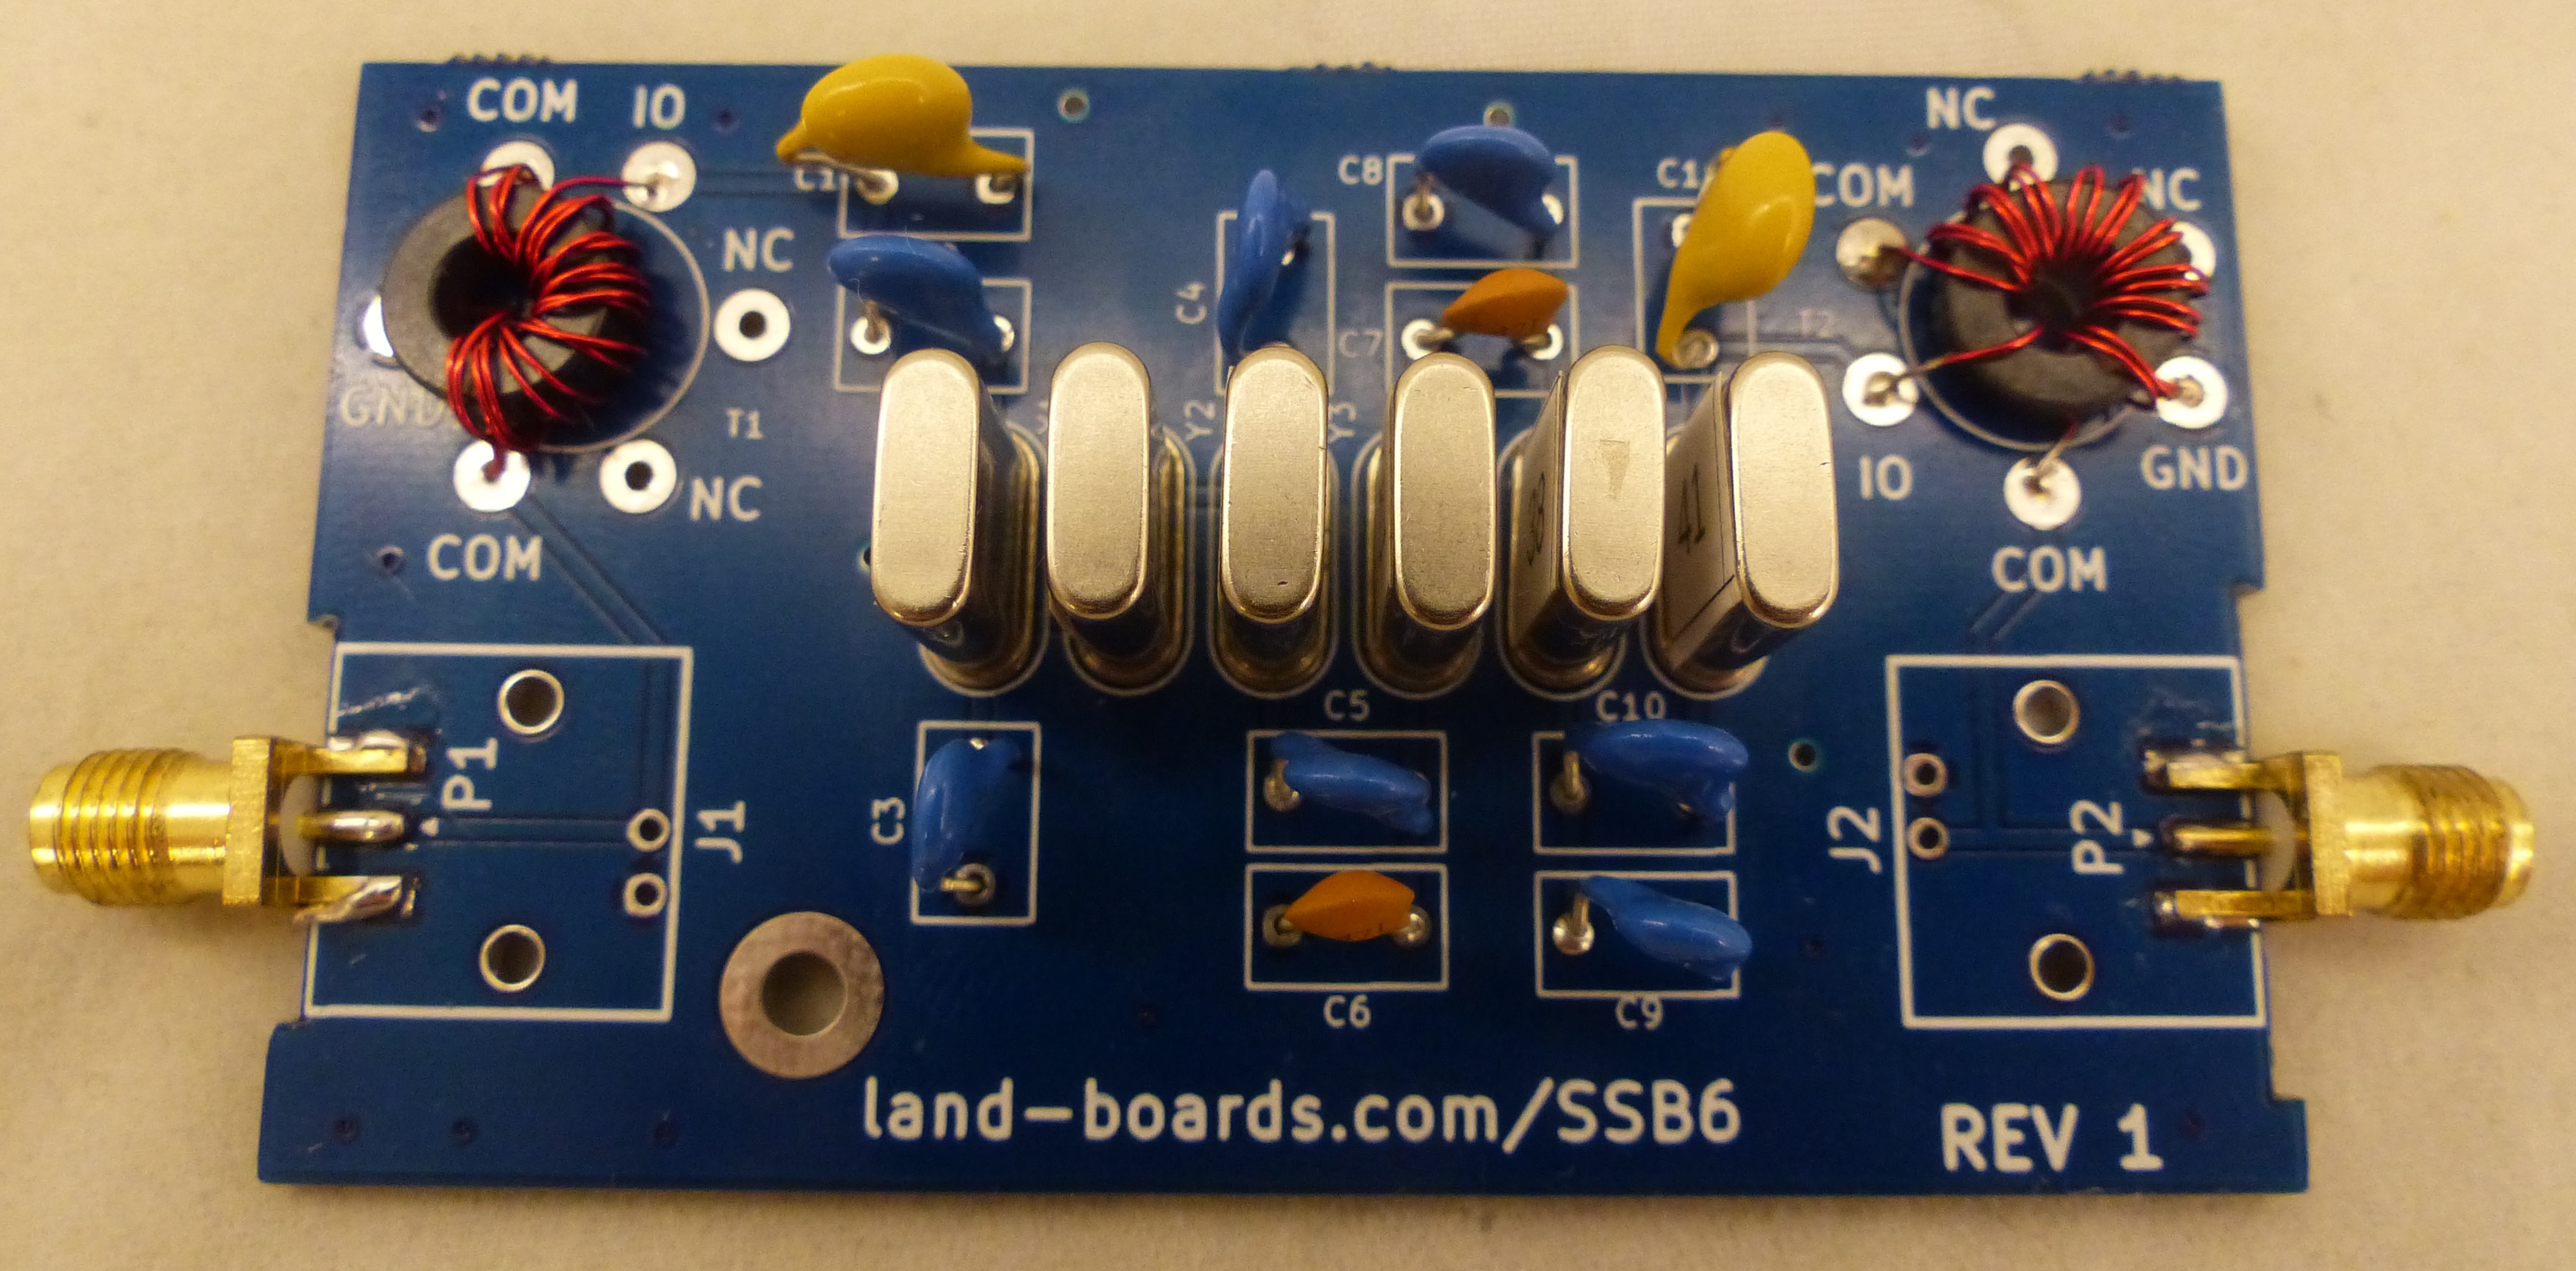 COM IO
NC
C1
C8
C1
COM
NC
NC
C4
C7
T2
GND
T1
Y2
Y3
NC
IO
GND
COM
COM
41
C5
C10
P1
J1
C3
J2
P2
C6
C9
land-boards.com/SSB6
REV 1